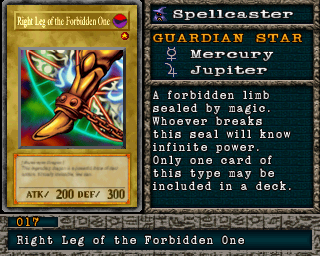 Right Leg of the Forbidden One
ATK/ 200 DEF/ 300
Spellcaster
GUARDIAN STAR
Mercury
Jupiter
A forbidden limb
sealed by magic.
Whoever breaks
this seal will know
infinite power.
Only one card of
this type may be
included in a deck.
017
Right Leg of the Forbidden One